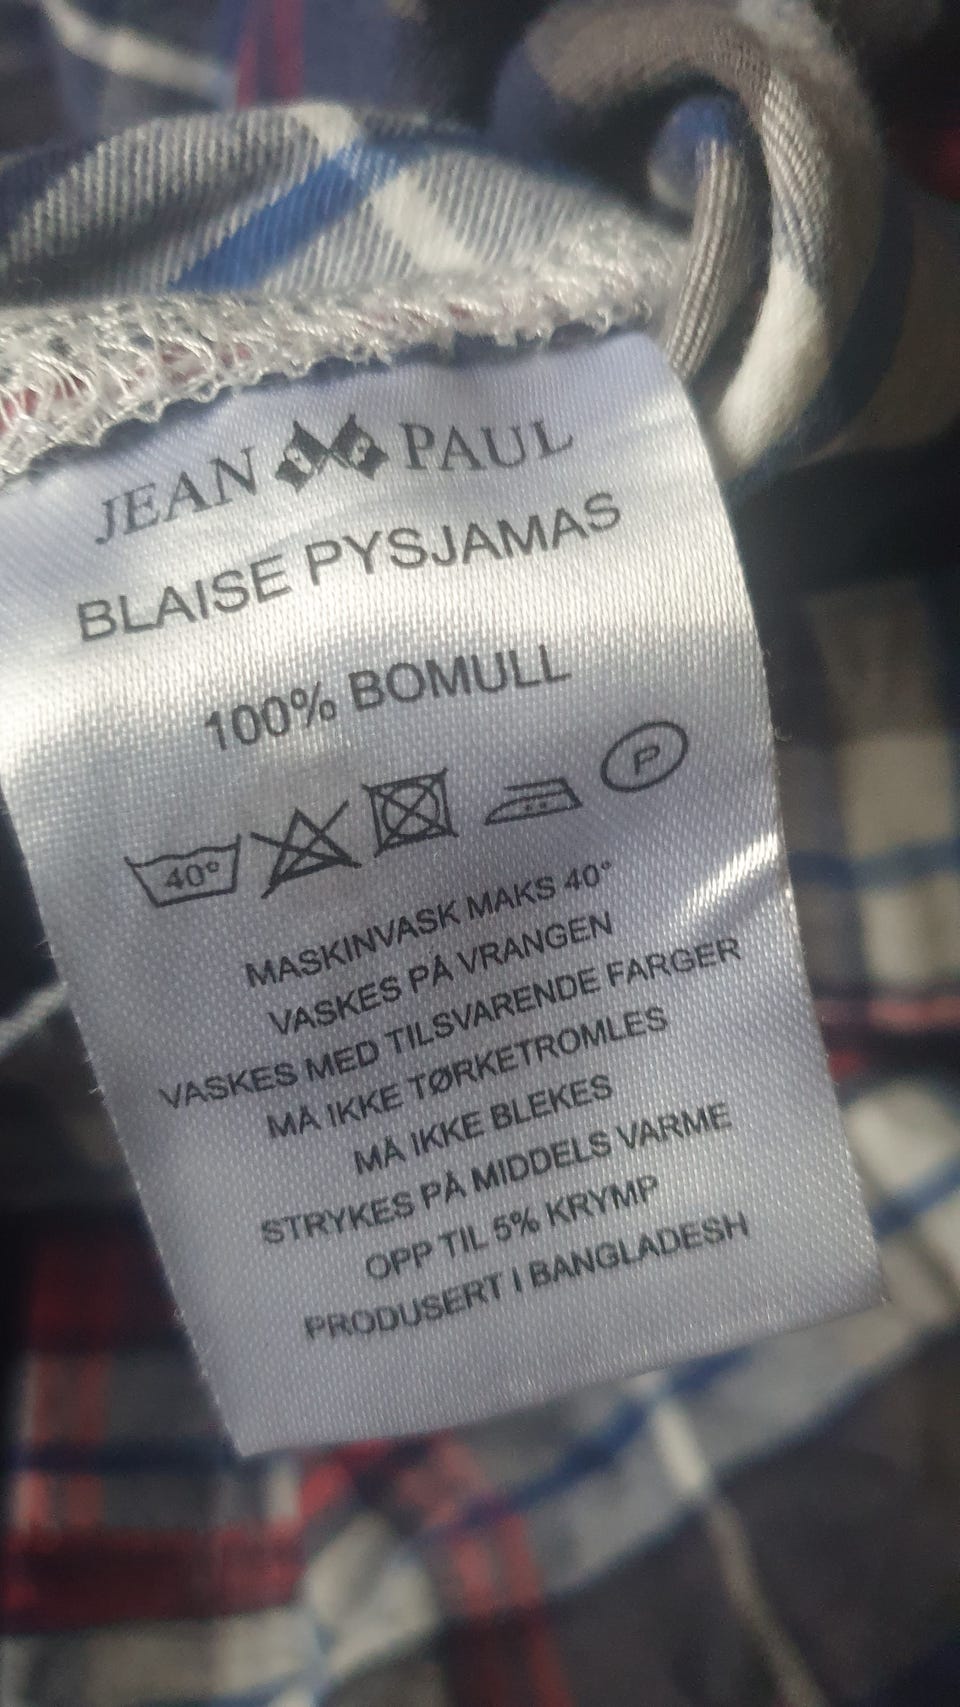 JEAN PAUL
BLAISE PYSJAMAS
100% BOMULL
40° P
MASKINVASK MAKS 40°
VASKES PÅ VRANGEN
VASKES MED TILSVARENDE FARGER
MÅ IKKE TØRKETROMLES
MÅ IKKE BLEKES
STRYKES PÅ MIDDELS VARME
OPP TIL 5% KRYMP
PRODUSERT I BANGLADESH